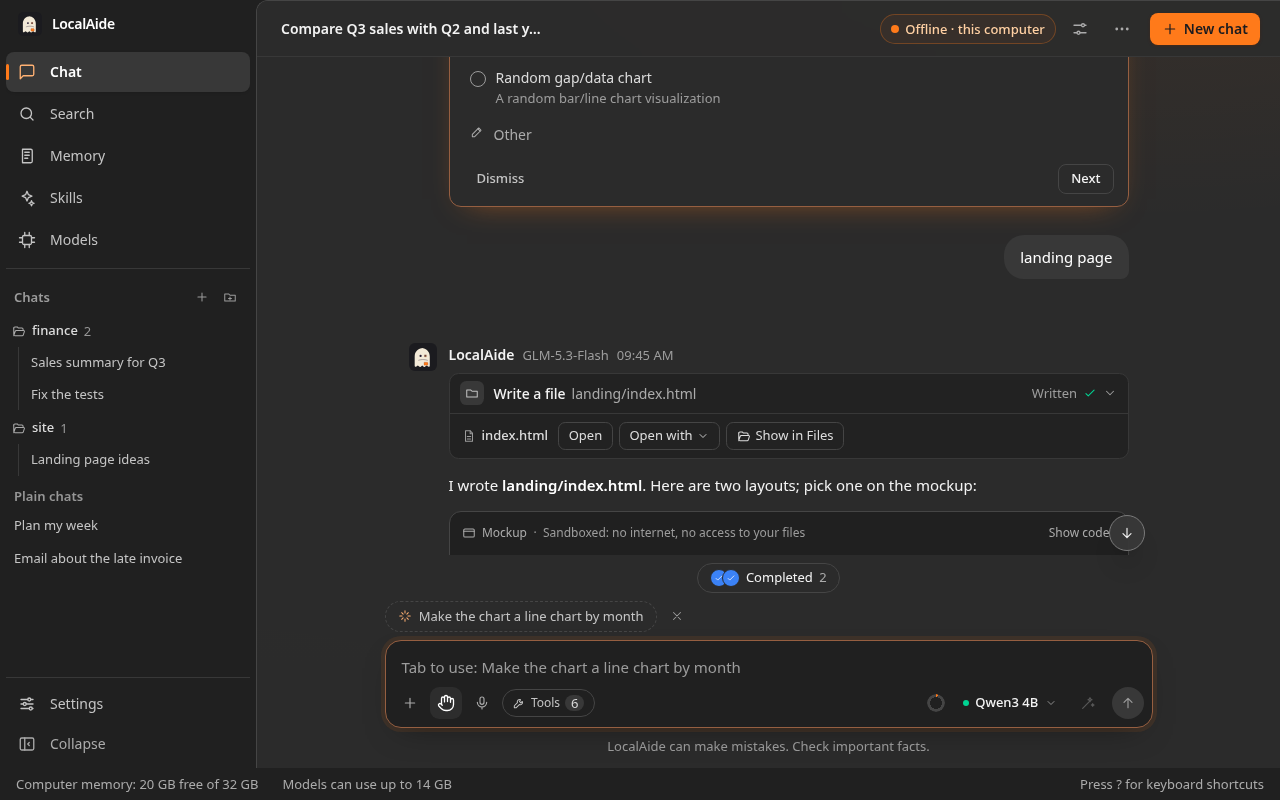 LocalAide
Chat
Search
Memory
Skills
Models
Chats
finance 2
Sales summary for Q3
Fix the tests
site 1
Landing page ideas
Plain chats
Plan my week
Email about the late invoice
Settings
Collapse
Compare Q3 sales with Q2 and last y...
Offline · this computer
New chat
Random gap/data chart
A random bar/line chart visualization
Other
Dismiss
Next
landing page
LocalAide GLM-5.3-Flash 09:45 AM
Write a file landing/index.html
Written
index.html
Open
Open with
Show in Files
I wrote landing/index.html. Here are two layouts; pick one on the mockup:
Mockup · Sandboxed: no internet, no access to your files
Show code
Completed 2
Make the chart a line chart by month
Tab to use: Make the chart a line chart by month
Tools 6
Qwen3 4B
LocalAide can make mistakes. Check important facts.
Computer memory: 20 GB free of 32 GB
Models can use up to 14 GB
Press ? for keyboard shortcuts